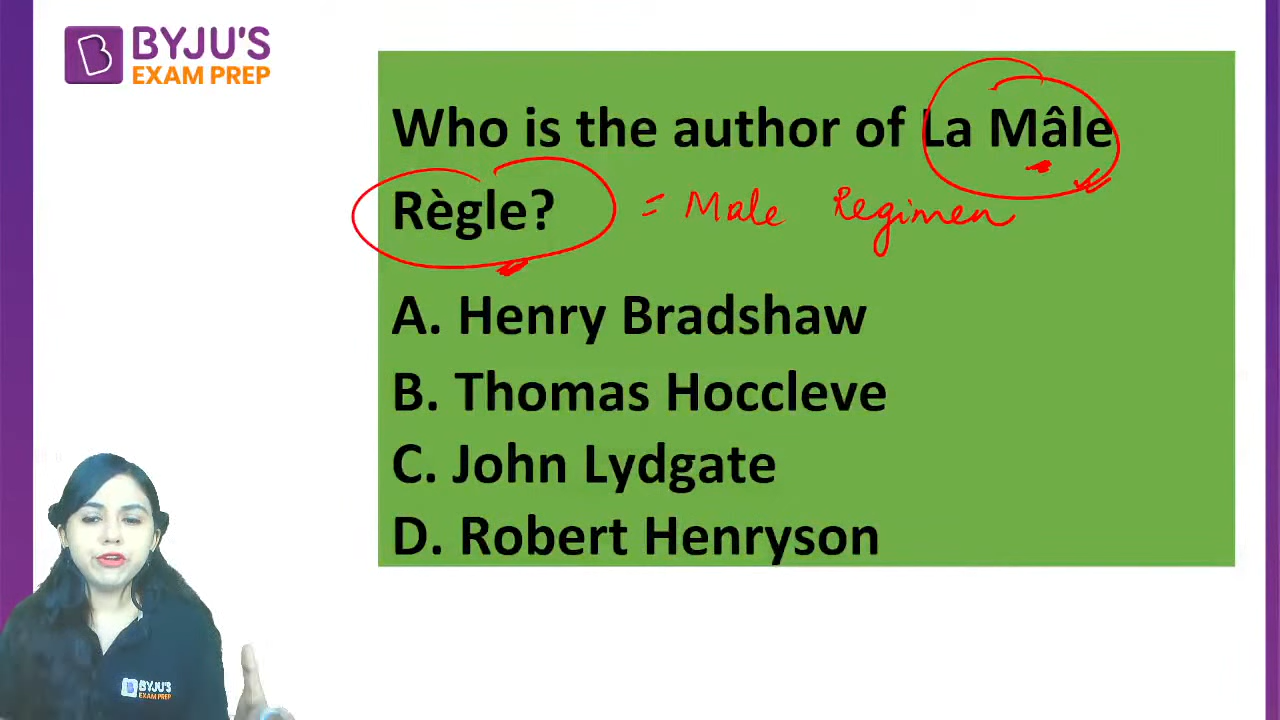 BYJU'S
EXAM PREP
Who is the author of La Mâle
Règle? = Male Regimen
A. Henry Bradshaw
B. Thomas Hoccleve
C. John Lydgate
D. Robert Henryson
BYJU'S
EXAM PREP